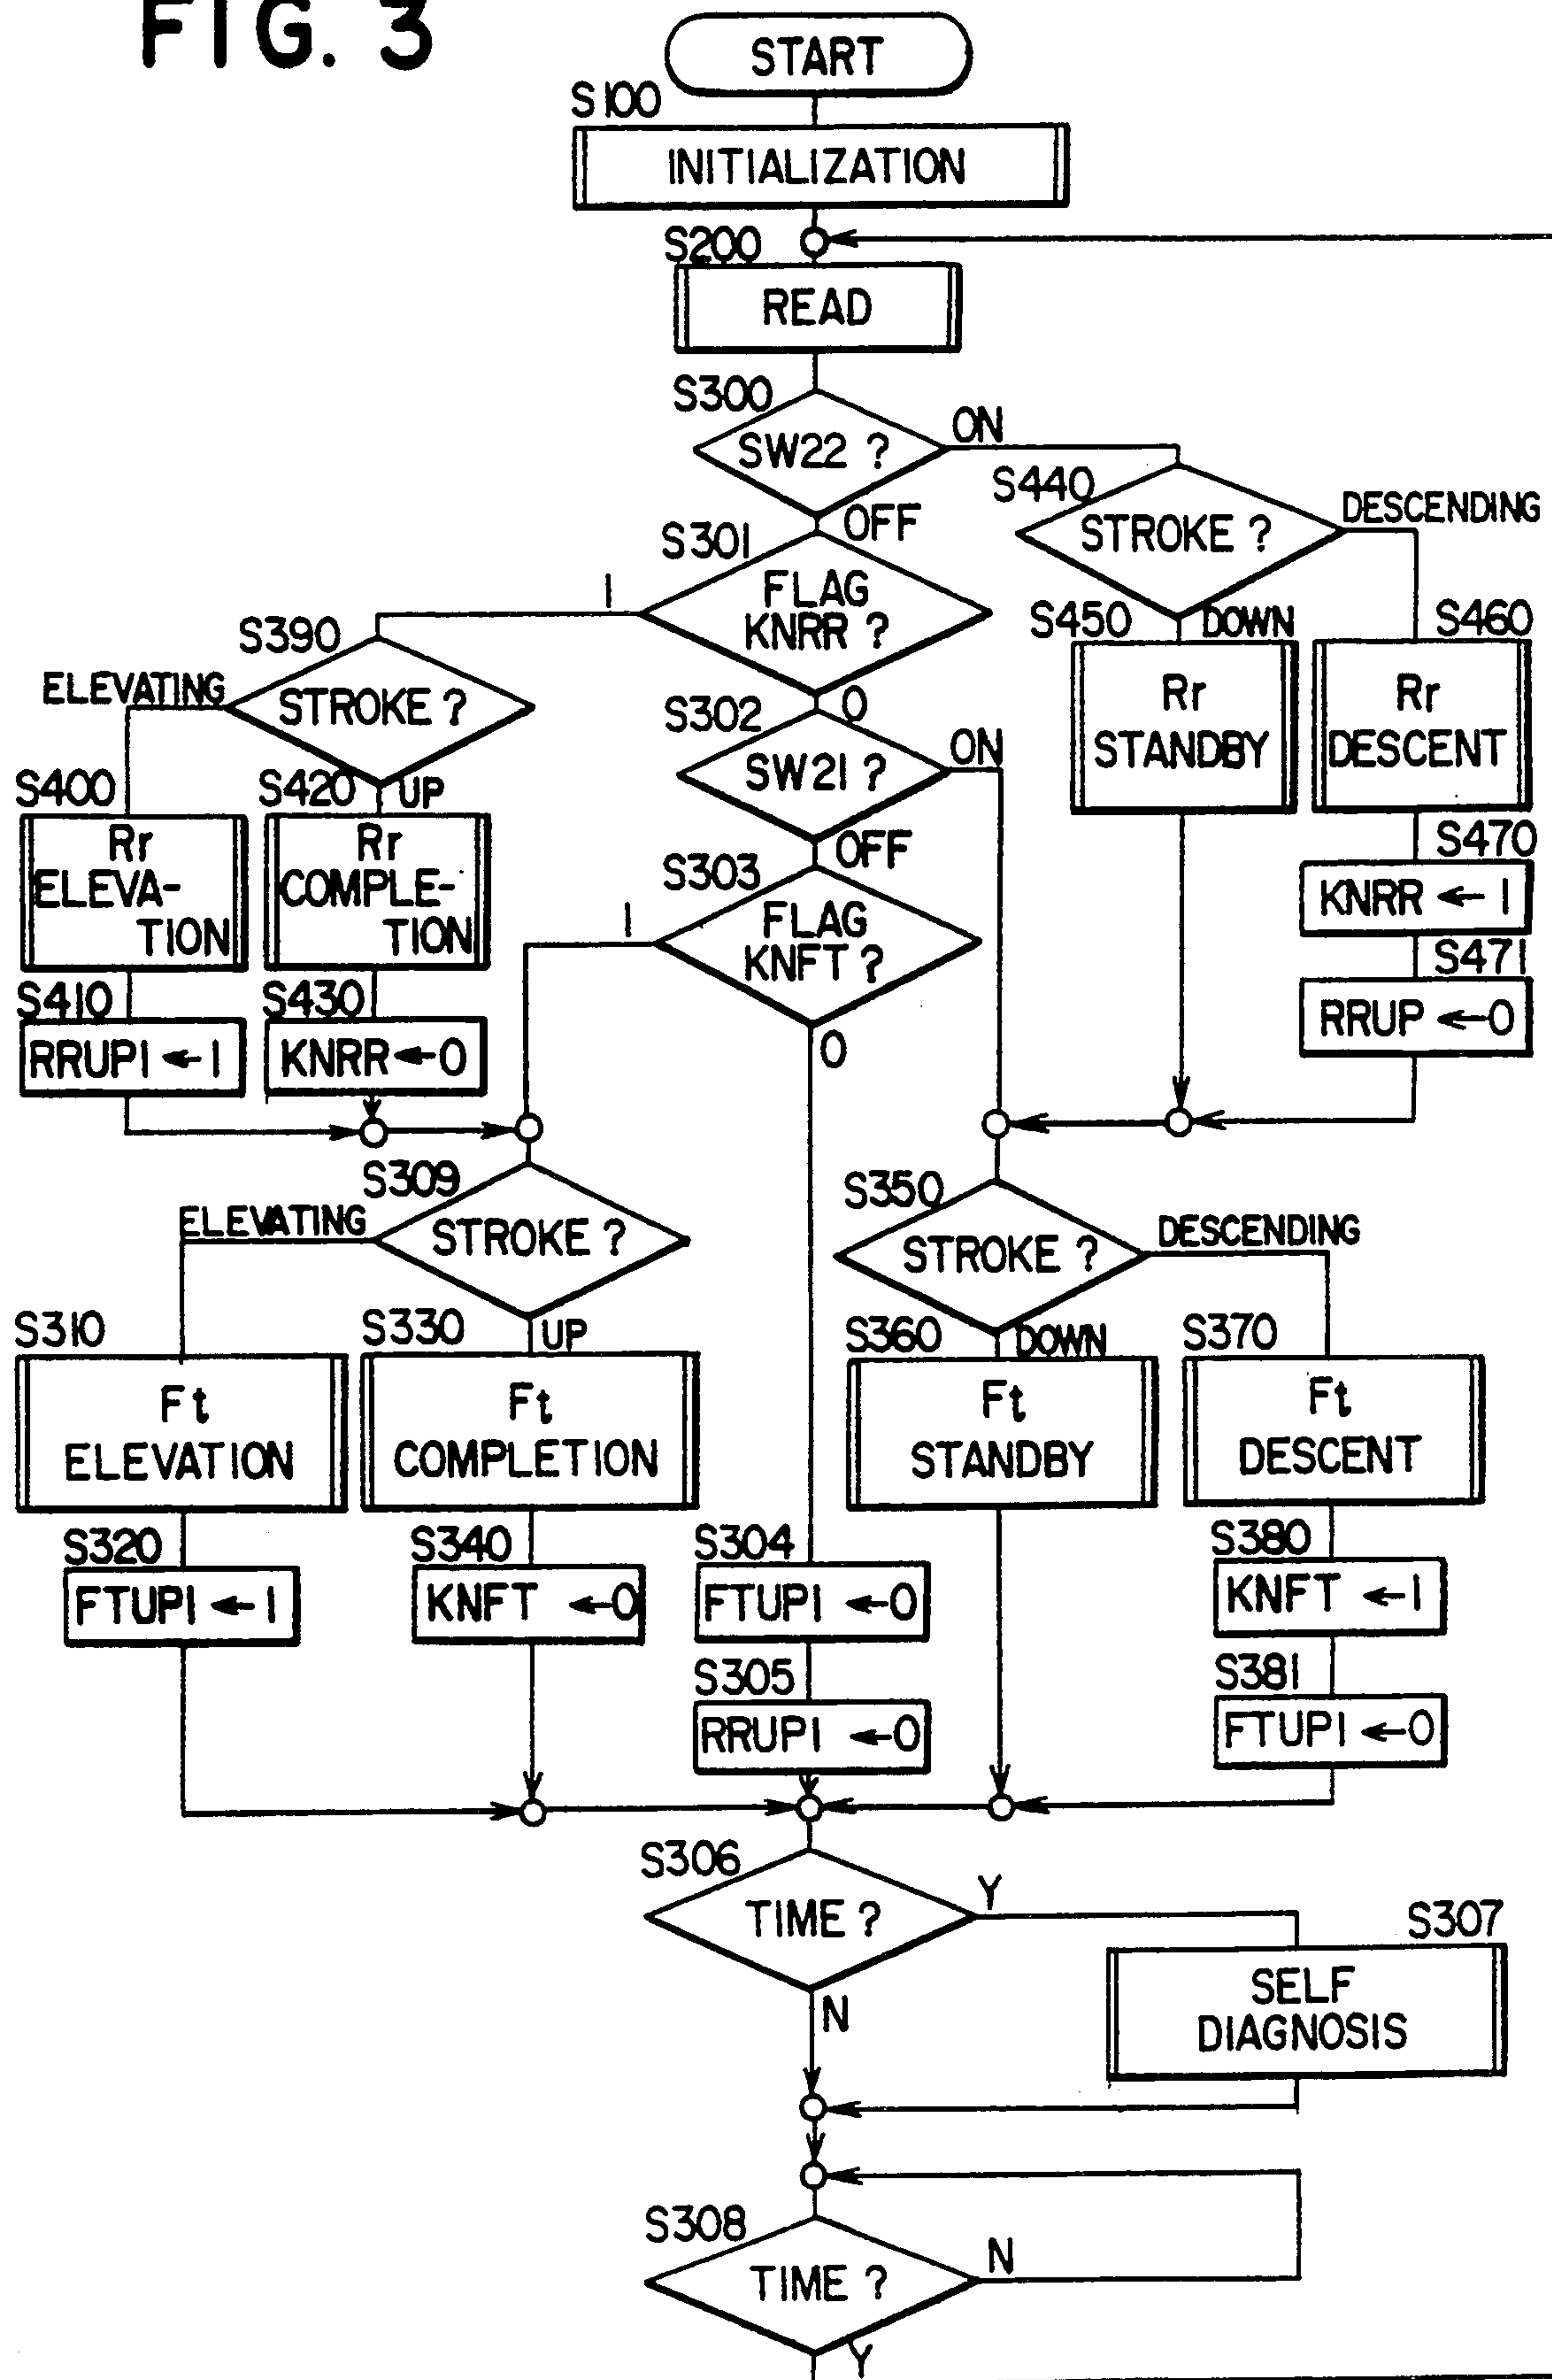 FIG. 3
START
S100
INITIALIZATION
S200
READ
S300
SW22 ?
ON
OFF
S440
STROKE ?
DESCENDING
S301
FLAG
KNRR ?
1
0
S390
STROKE ?
ELEVATING
UP
S450
DOWN
Rr
STANDBY
S460
Rr
DESCENT
S302
SW21 ?
ON
OFF
S400
Rr
ELEVA-
TION
S420
Rr
COMPLE-
TION
S303
FLAG
KNFT ?
1
0
S470
KNRR ← 1
S471
RRUP ← 0
S410
RRUP1 ← 1
S430
KNRR ← 0
S309
STROKE ?
ELEVATING
UP
S350
STROKE ?
DESCENDING
DOWN
S310
Ft
ELEVATION
S330
Ft
COMPLETION
S360
Ft
STANDBY
S370
Ft
DESCENT
S320
FTUP1 ← 1
S340
KNFT ← 0
S304
FTUP1 ← 0
S380
KNFT ← 1
S305
RRUP1 ← 0
S381
FTUP1 ← 0
S306
TIME ?
Y
N
S307
SELF
DIAGNOSIS
S308
TIME ?
N
Y